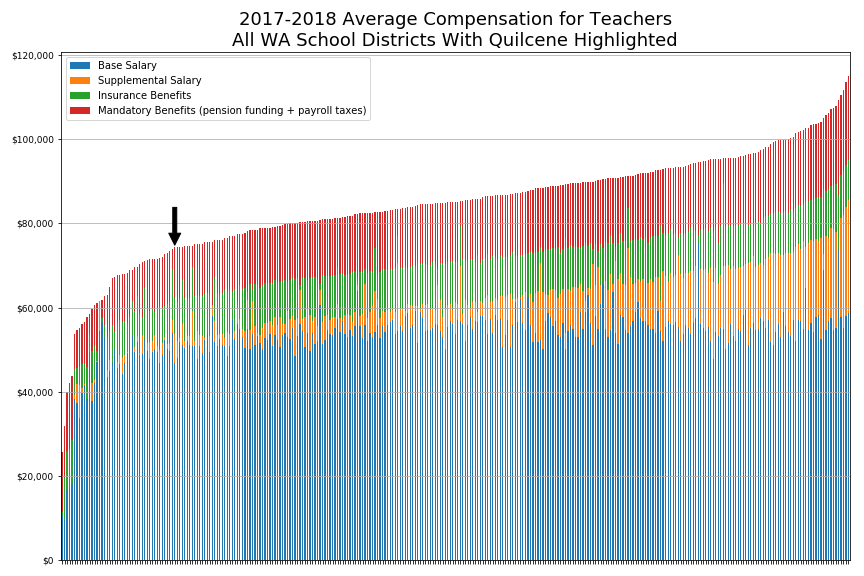 2017-2018 Average Compensation for Teachers
All WA School Districts With Quilcene Highlighted
$120,000
$100,000
$80,000
$60,000
$40,000
$20,000
$0
Base Salary
Supplemental Salary
Insurance Benefits
Mandatory Benefits (pension funding + payroll taxes)